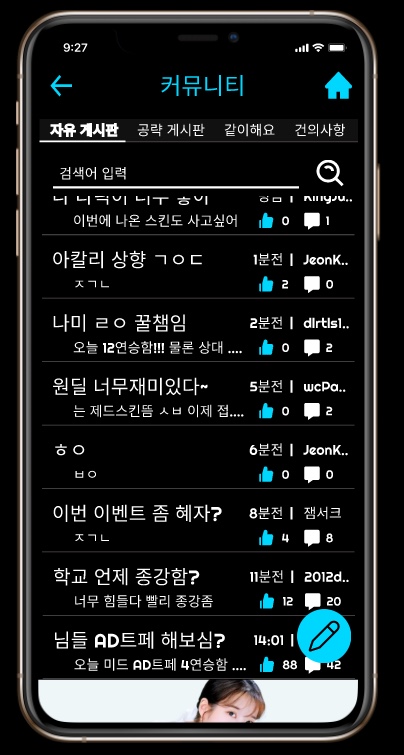 9:27
커뮤니티
자유 게시판 공략 게시판 같이해요 건의사항
검색어 입력
이번에 나온 스킨도 사고싶어 0 1
아칼리 상향 ㄱㅇㄷ 1분전 | JeonK..
ㅈㄱㄴ 2 0
나미 ㄹㅇ 꿀챔임 2분전 | dlrtls1..
오늘 12연승함!!! 물론 상대 .... 0 2
원딜 너무재미있다~ 5분전 | wcPa..
는 제드스킨뜸 ㅅㅂ 이제 접.... 0 2
ㅎㅇ 6분전 | JeonK..
ㅂㅇ 0 0
이번 이벤트 좀 혜자? 8분전 | 잼서크
ㅈㄱㄴ 4 8
학교 언제 종강함? 11분전 | 2012d..
너무 힘들다 빨리 종강좀 12 20
님들 AD트페 해보심? 14:01 |
오늘 미드 AD트페 4연승함 .... 88 42